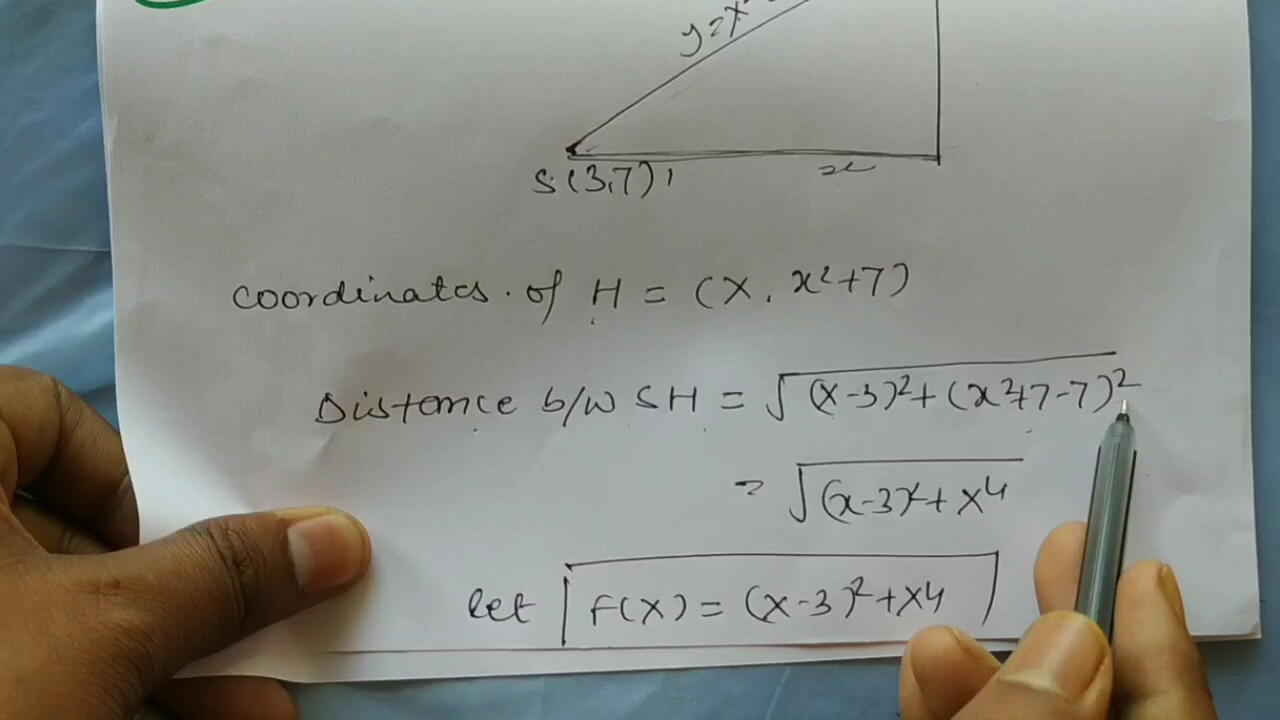 y=x²
S(3,7)
x
coordinates. of H = (x, x²+7)
Distance b/w SH = √(x-3)²+(x²+7-7)²
= √(x-3)²+x⁴
let F(x) = (x-3)²+x4